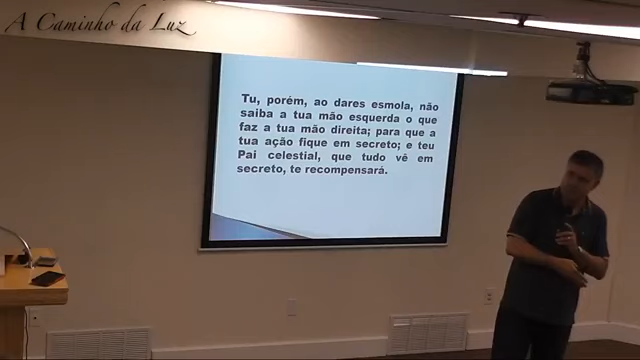 A Caminho da Luz
Tu, porém, ao dares esmola, não
saiba a tua mão esquerda o que
faz a tua mão direita; para que a
tua ação fique em secreto; e teu
Pai celestial, que tudo vê em
secreto, te recompensará.